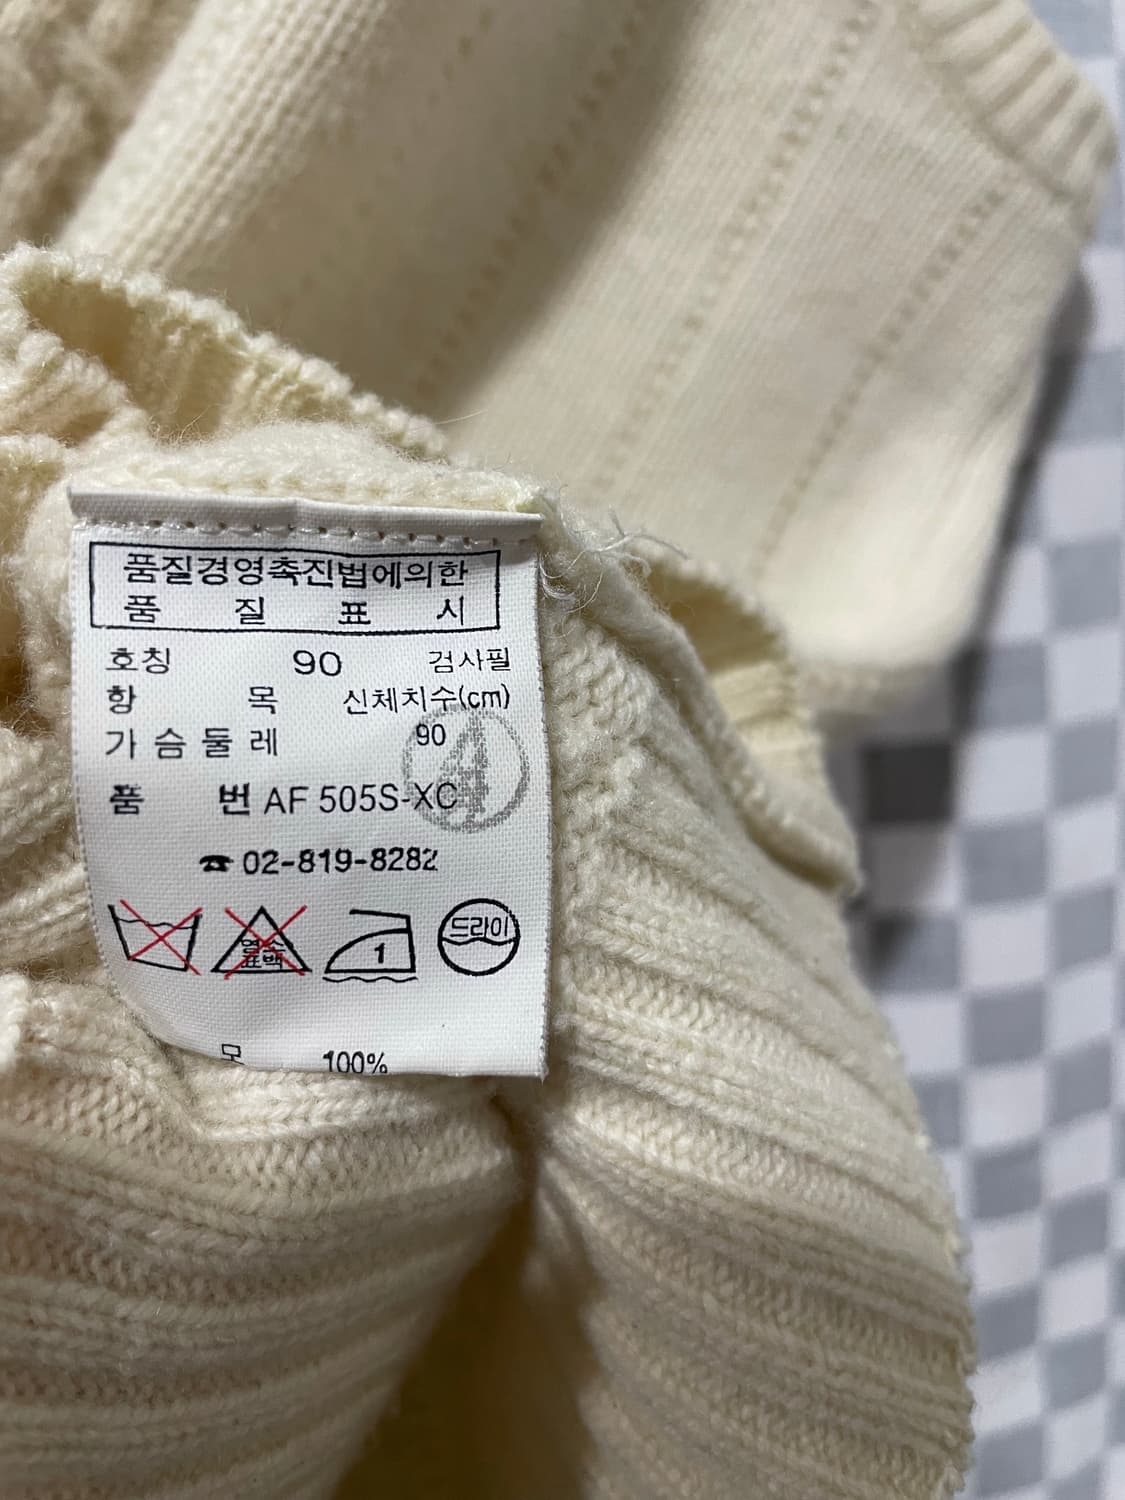 품질경영촉진법에의한
품 질 표 시
호칭 90 검사필
항 목 신체치수(cm)
가슴둘레 90
4
품 번 AF 505S-XC
☎ 02-819-8282
염소
표백
1
드라이
모 100%